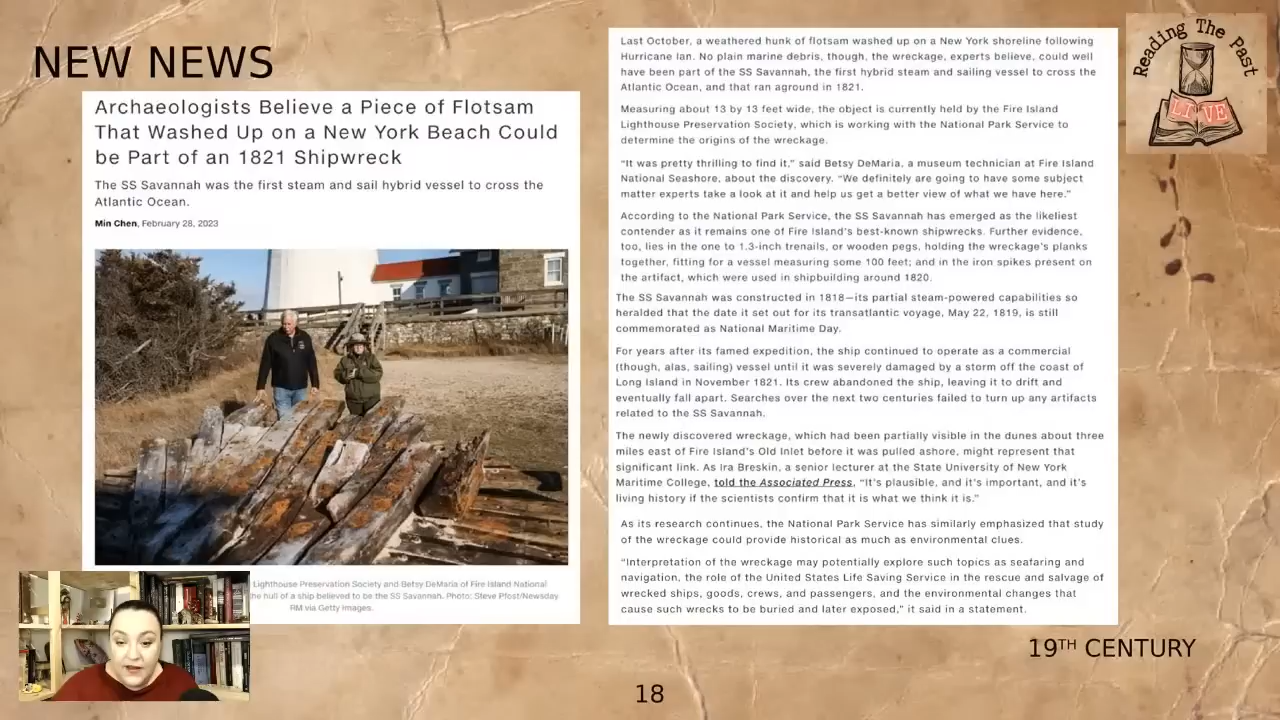 NEW NEWS
Archaeologists Believe a Piece of Flotsam
That Washed Up on a New York Beach Could
be Part of an 1821 Shipwreck
The SS Savannah was the first steam and sail hybrid vessel to cross the
Atlantic Ocean.
Min Chen, February 28, 2023
Lighthouse Preservation Society and Betsy DeMaria of Fire Island National
he hull of a ship believed to be the SS Savannah. Photo: Steve Pfost/Newsday
RM via Getty Images.
Last October, a weathered hunk of flotsam washed up on a New York shoreline following
Hurricane Ian. No plain marine debris, though, the wreckage, experts believe, could well
have been part of the SS Savannah, the first hybrid steam and sailing vessel to cross the
Atlantic Ocean, and that ran aground in 1821.
Measuring about 13 by 13 feet wide, the object is currently held by the Fire Island
Lighthouse Preservation Society, which is working with the National Park Service to
determine the origins of the wreckage.
“It was pretty thrilling to find it,” said Betsy DeMaria, a museum technician at Fire Island
National Seashore, about the discovery. “We definitely are going to have some subject
matter experts take a look at it and help us get a better view of what we have here.”
According to the National Park Service, the SS Savannah has emerged as the likeliest
contender as it remains one of Fire Island's best-known shipwrecks. Further evidence,
too, lies in the one to 1.3-inch trenails, or wooden pegs, holding the wreckage's planks
together, fitting for a vessel measuring some 100 feet; and in the iron spikes present on
the artifact, which were used in shipbuilding around 1820.
The SS Savannah was constructed in 1818—its partial steam-powered capabilities so
heralded that the date it set out for its transatlantic voyage, May 22, 1819, is still
commemorated as National Maritime Day.
For years after its famed expedition, the ship continued to operate as a commercial
(though, alas, sailing) vessel until it was severely damaged by a storm off the coast of
Long Island in November 1821. Its crew abandoned the ship, leaving it to drift and
eventually fall apart. Searches over the next two centuries failed to turn up any artifacts
related to the SS Savannah.
The newly discovered wreckage, which had been partially visible in the dunes about three
miles east of Fire Island's Old Inlet before it was pulled ashore, might represent that
significant link. As Ira Breskin, a senior lecturer at the State University of New York
Maritime College, told the Associated Press, “It's plausible, and it's important, and it's
living history if the scientists confirm that it is what we think it is.”
As its research continues, the National Park Service has similarly emphasized that study
of the wreckage could provide historical as much as environmental clues.
“Interpretation of the wreckage may potentially explore such topics as seafaring and
navigation, the role of the United States Life Saving Service in the rescue and salvage of
wrecked ships, goods, crews, and passengers, and the environmental changes that
cause such wrecks to be buried and later exposed,” it said in a statement.
Reading The Past
LIVE
19TH CENTURY
18